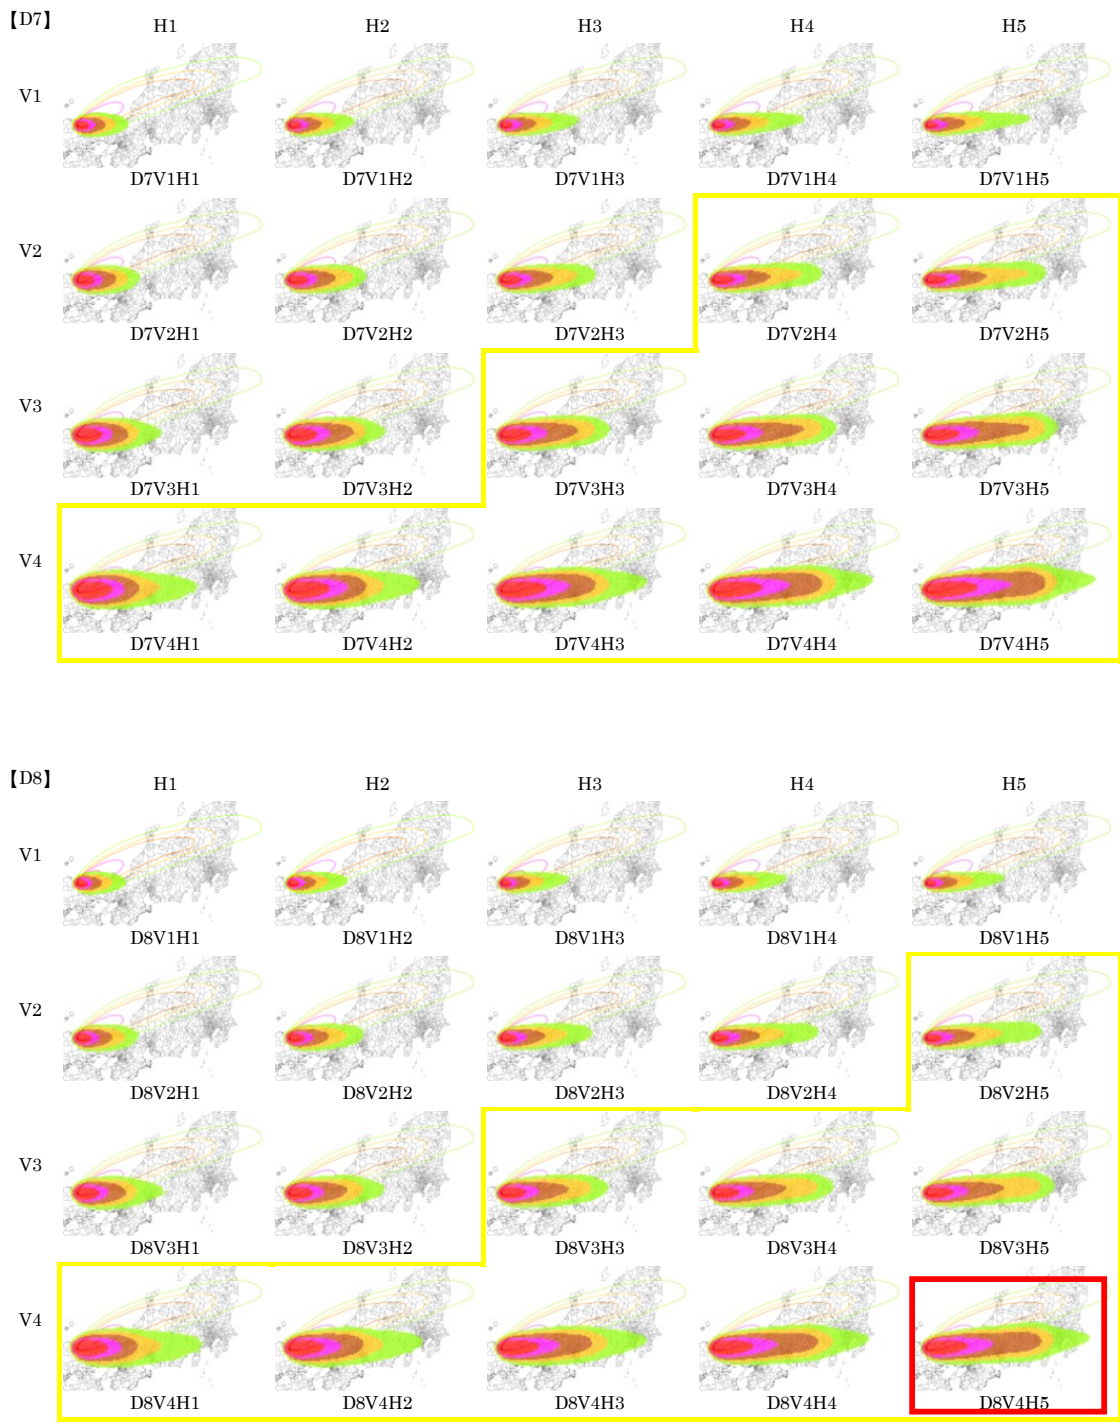 【D7】
H1 H2 H3 H4 H5
V1
D7V1H1 D7V1H2 D7V1H3 D7V1H4 D7V1H5
V2
D7V2H1 D7V2H2 D7V2H3 D7V2H4 D7V2H5
V3
D7V3H1 D7V3H2 D7V3H3 D7V3H4 D7V3H5
V4
D7V4H1 D7V4H2 D7V4H3 D7V4H4 D7V4H5
【D8】
H1 H2 H3 H4 H5
V1
D8V1H1 D8V1H2 D8V1H3 D8V1H4 D8V1H5
V2
D8V2H1 D8V2H2 D8V2H3 D8V2H4 D8V2H5
V3
D8V3H1 D8V3H2 D8V3H3 D8V3H4 D8V3H5
V4
D8V4H1 D8V4H2 D8V4H3 D8V4H4 D8V4H5